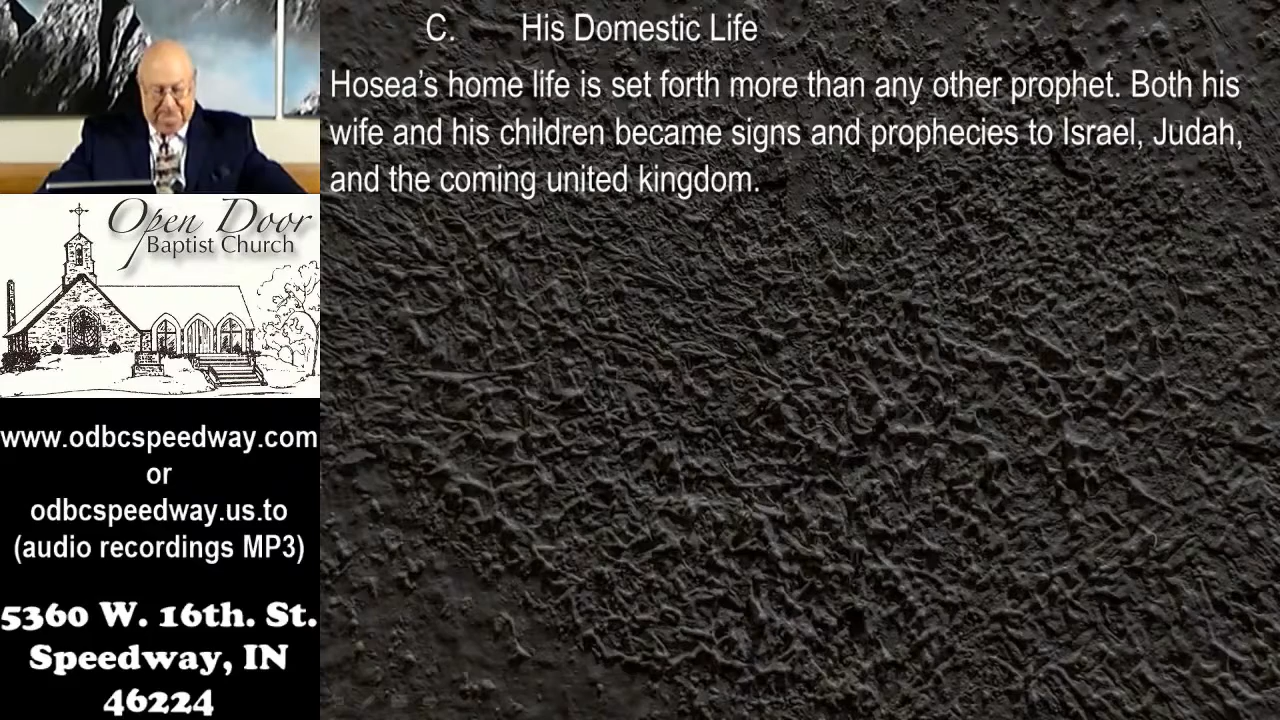 C. His Domestic Life
Hosea’s home life is set forth more than any other prophet. Both his
wife and his children became signs and prophecies to Israel, Judah,
and the coming united kingdom.
Open Door
Baptist Church
www.odbcspeedway.com
or
odbcspeedway.us.to
(audio recordings MP3)
5360 W. 16th. St.
Speedway, IN
46224